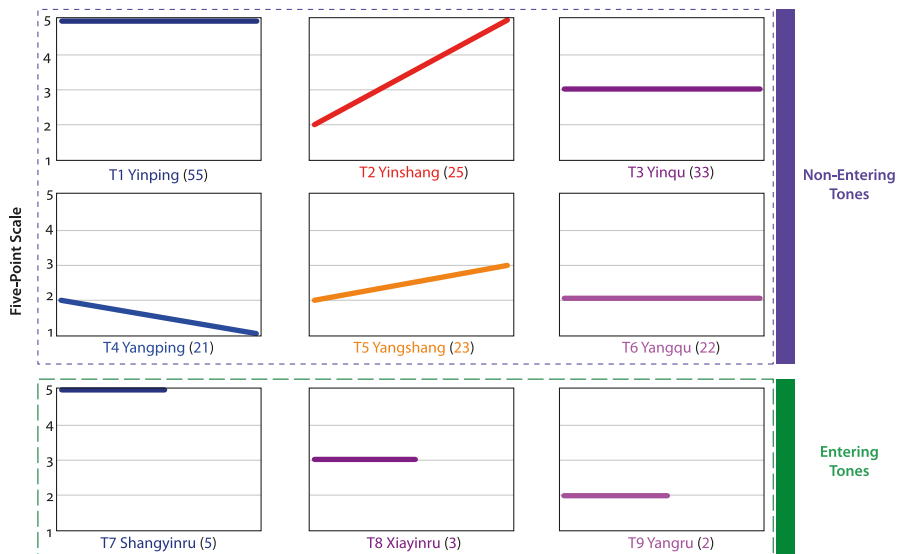 5
4
3
2
1
T1 Yinping (55)
T2 Yinshang (25)
T3 Yinqu (33)
Five-Point Scale
5
4
3
2
1
T4 Yangping (21)
T5 Yangshang (23)
T6 Yangqu (22)
Non-Entering
Tones
5
4
3
2
1
T7 Shangyinru (5)
T8 Xiayinru (3)
T9 Yangru (2)
Entering
Tones